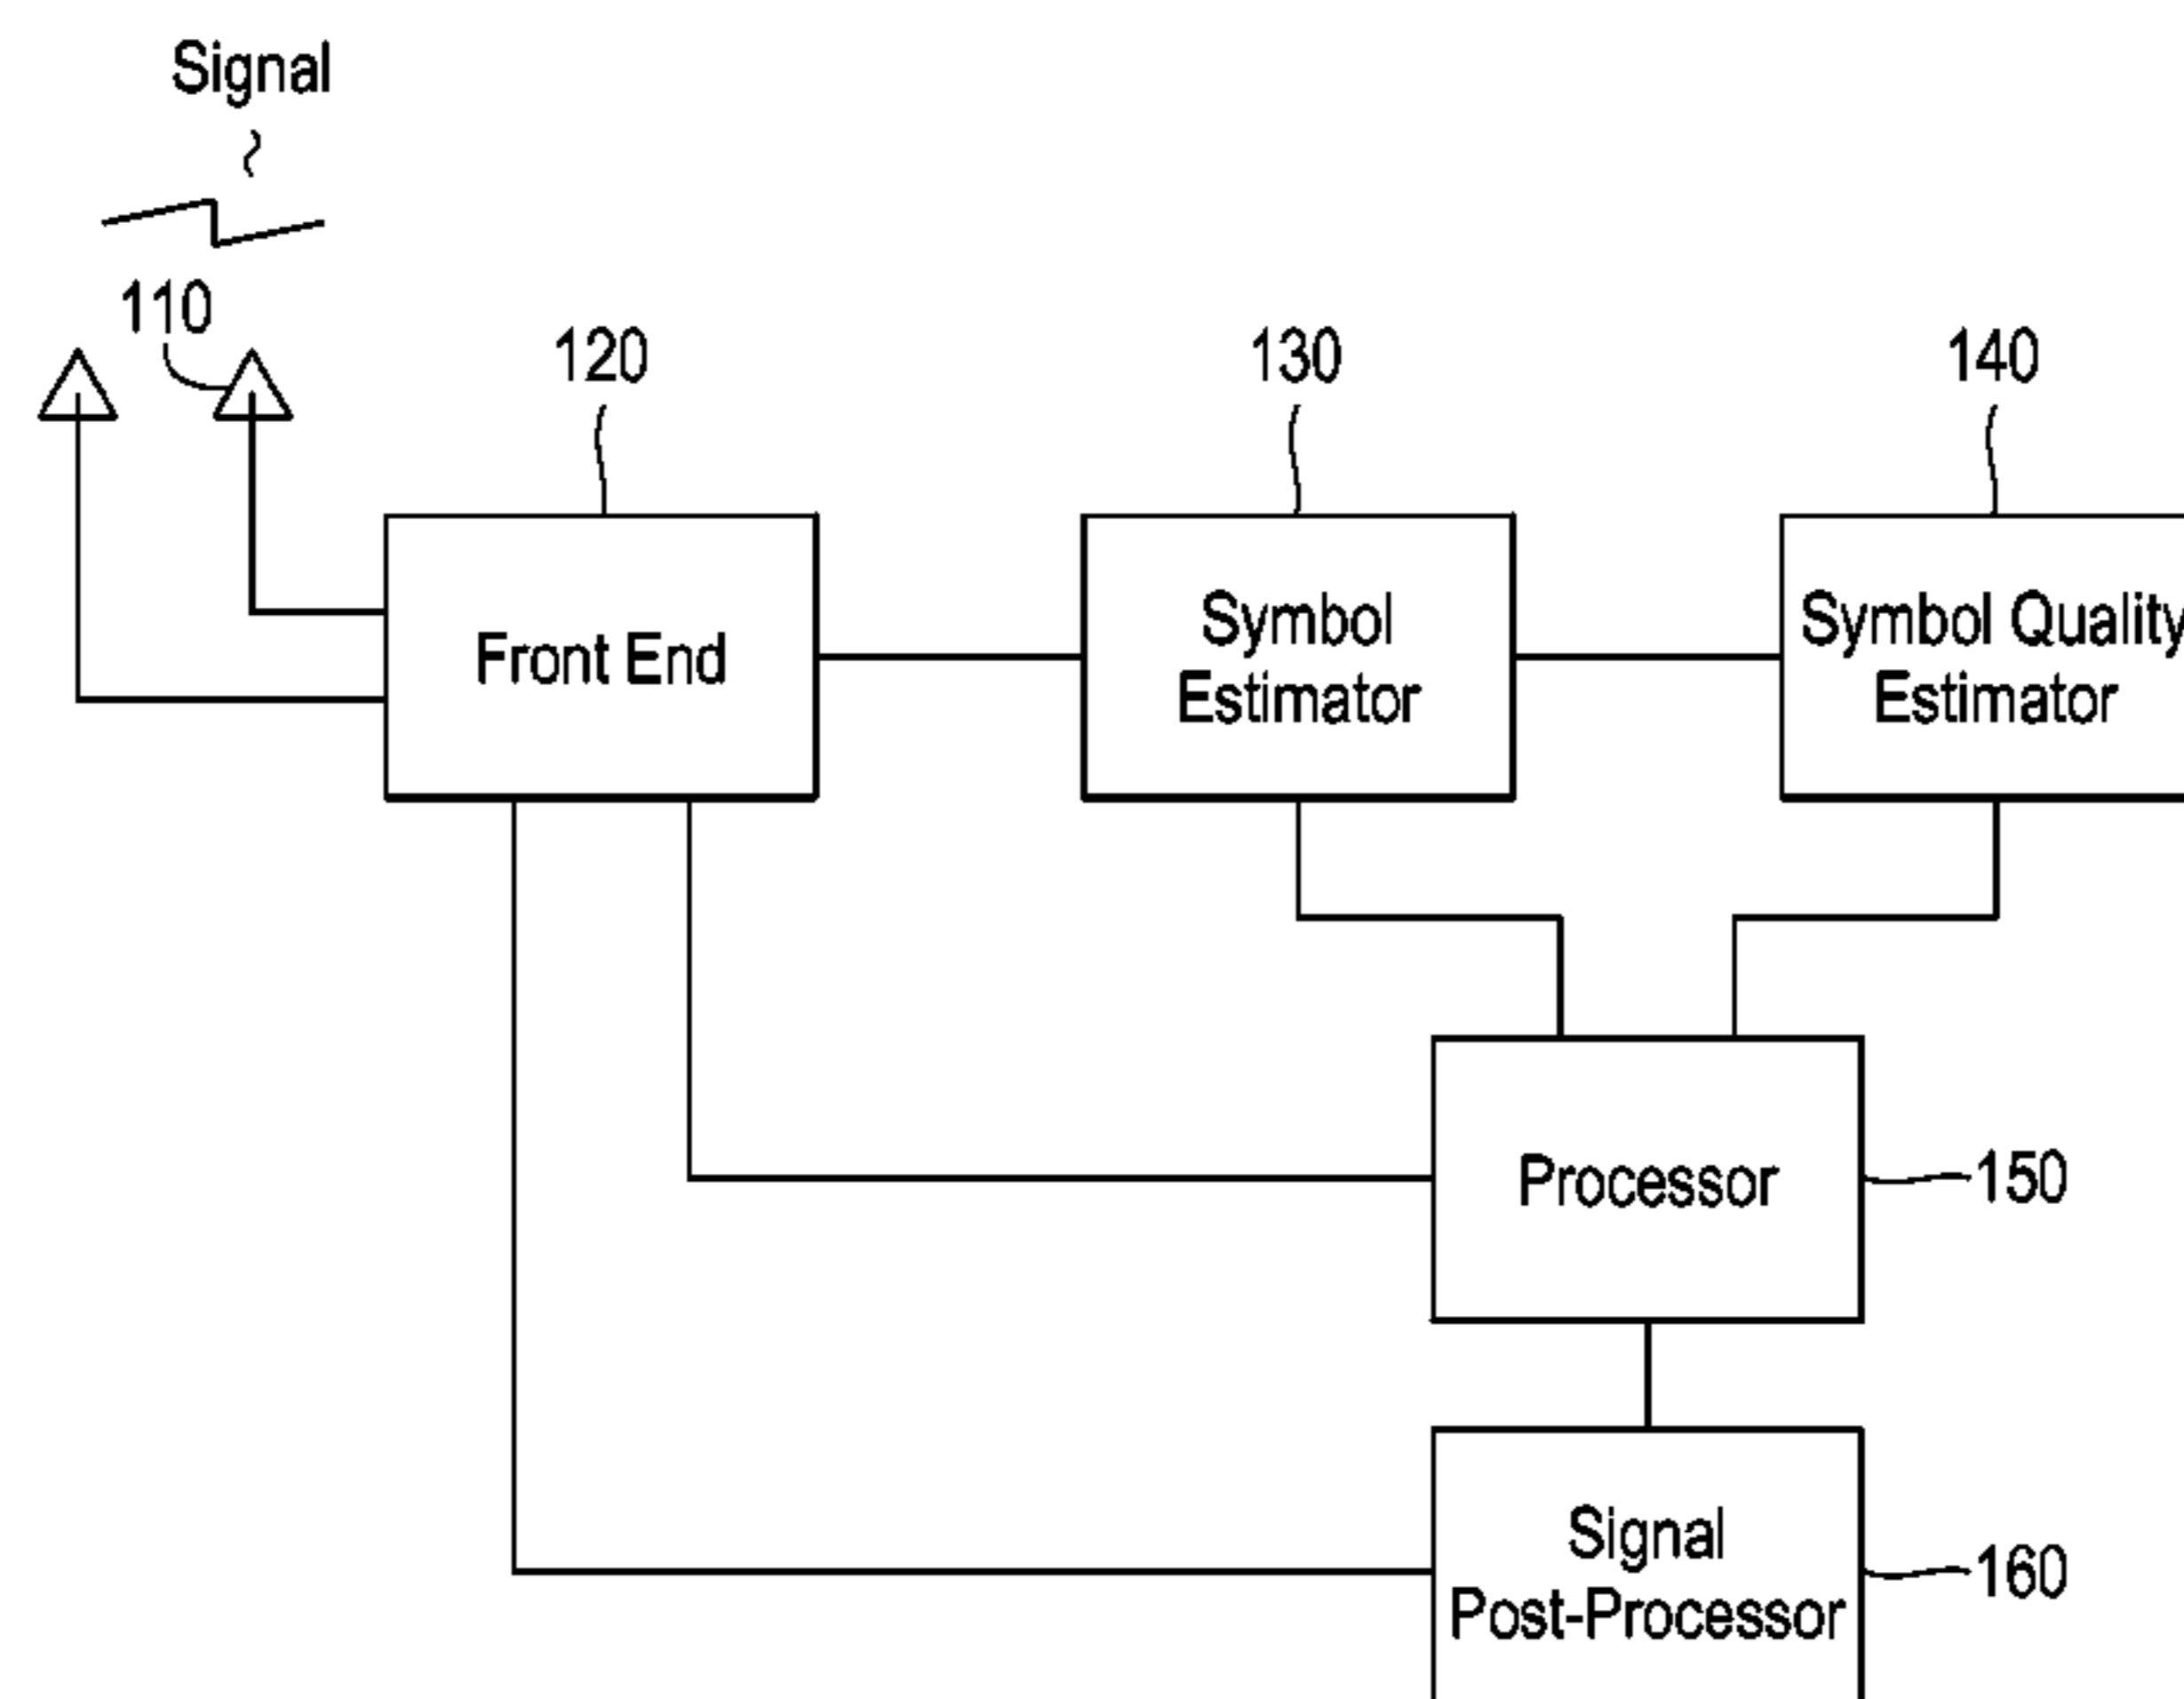 Signal
110
120
130
140
Front End
Symbol
Estimator
Symbol Quality
Estimator
Processor
150
Signal
Post-Processor
160